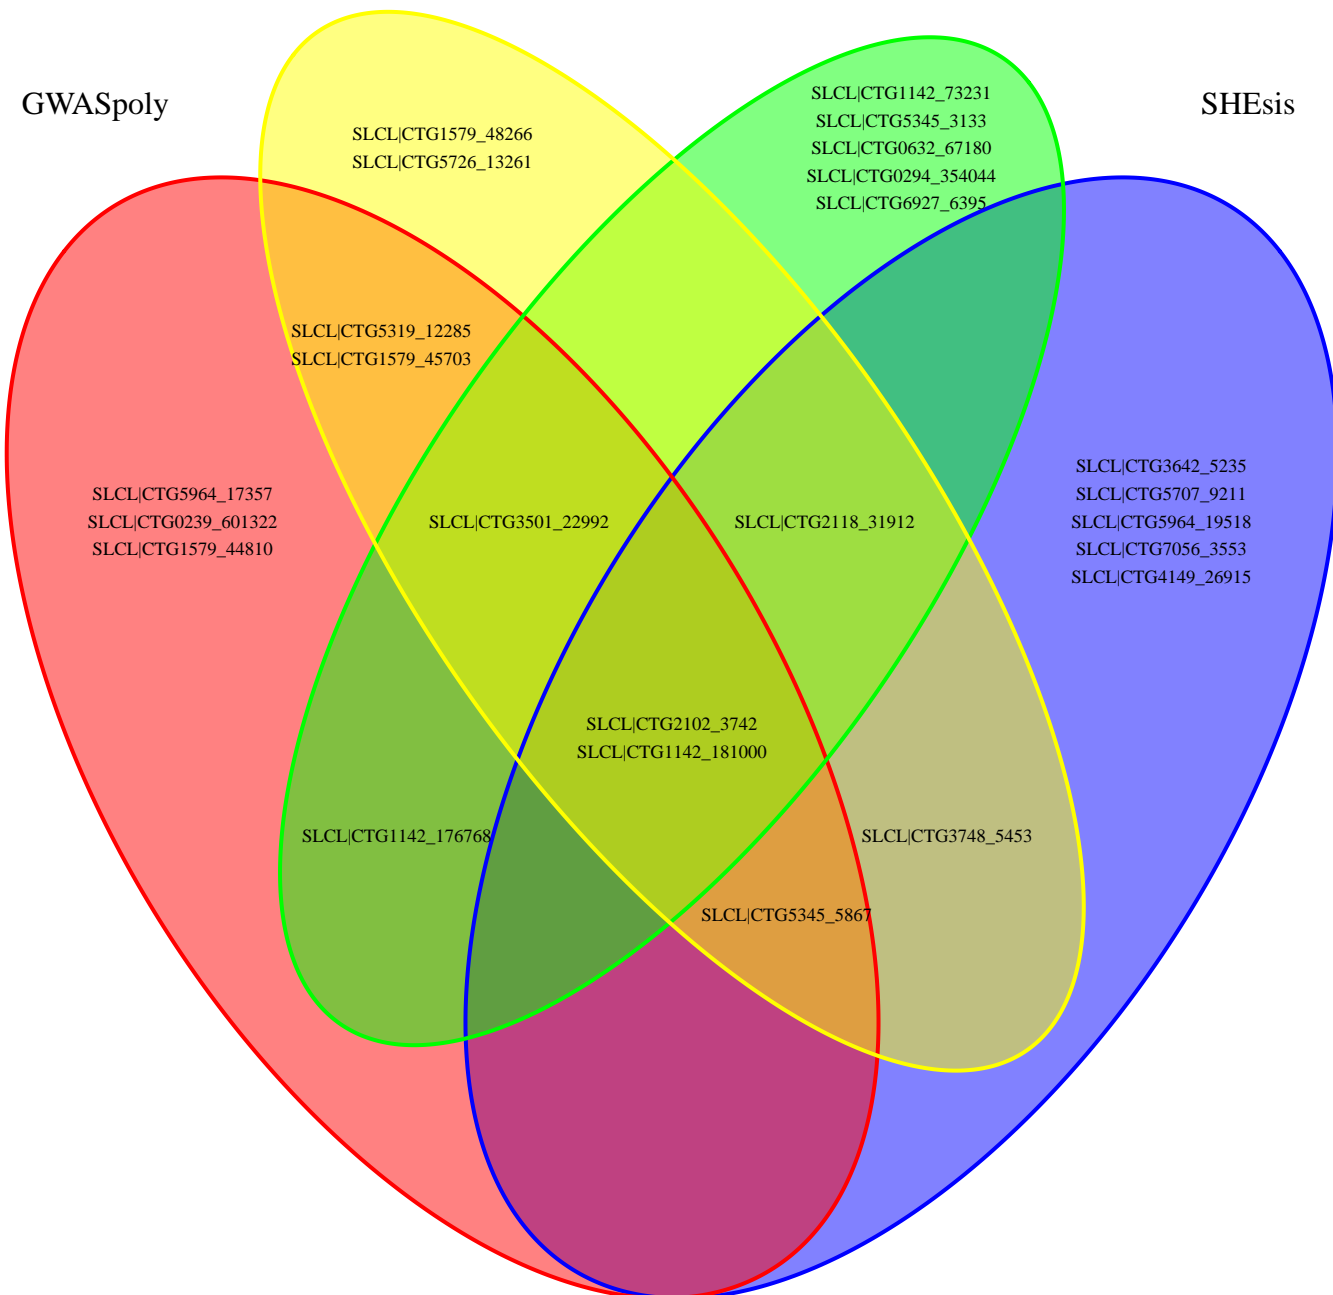 GWASpoly
SHEsis
SLCL|CTG1579_48266
SLCL|CTG5726_13261
SLCL|CTG1142_73231
SLCL|CTG5345_3133
SLCL|CTG0632_67180
SLCL|CTG0294_354044
SLCL|CTG6927_6395
SLCL|CTG5319_12285
SLCL|CTG1579_45703
SLCL|CTG5964_17357
SLCL|CTG0239_601322
SLCL|CTG1579_44810
SLCL|CTG3501_22992
SLCL|CTG2118_31912
SLCL|CTG3642_5235
SLCL|CTG5707_9211
SLCL|CTG5964_19518
SLCL|CTG7056_3553
SLCL|CTG4149_26915
SLCL|CTG2102_3742
SLCL|CTG1142_181000
SLCL|CTG1142_176768
SLCL|CTG3748_5453
SLCL|CTG5345_5867